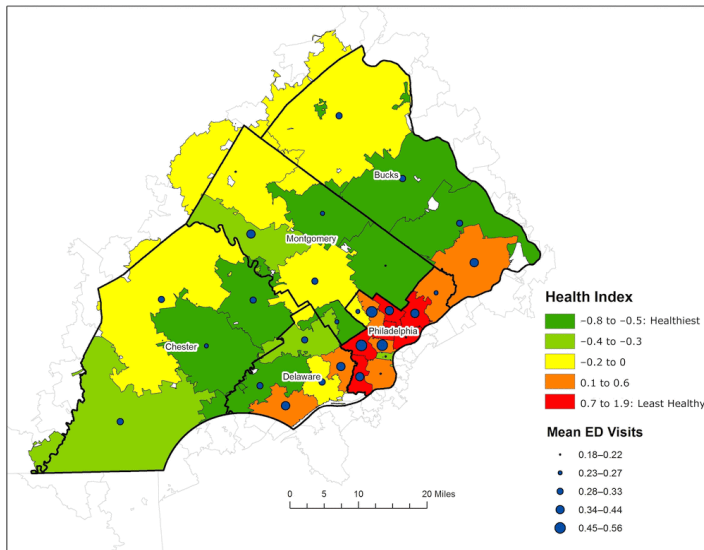 Bucks
Montgomery
Philadelphia
Chester
Delaware
Health Index
−0.8 to −0.5: Healthiest
−0.4 to −0.3
−0.2 to 0
0.1 to 0.6
0.7 to 1.9: Least Healthy
Mean ED Visits
0.18–0.22
0.23–0.27
0.28–0.33
0.34–0.44
0.45–0.56
0 5 10 20 Miles